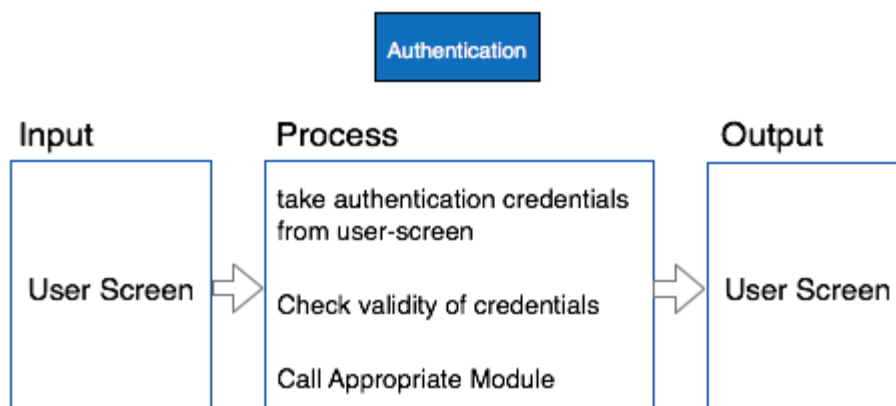 Authentication
Input
Process
Output
User Screen
take authentication credentials
from user-screen
Check validity of credentials
Call Appropriate Module
User Screen